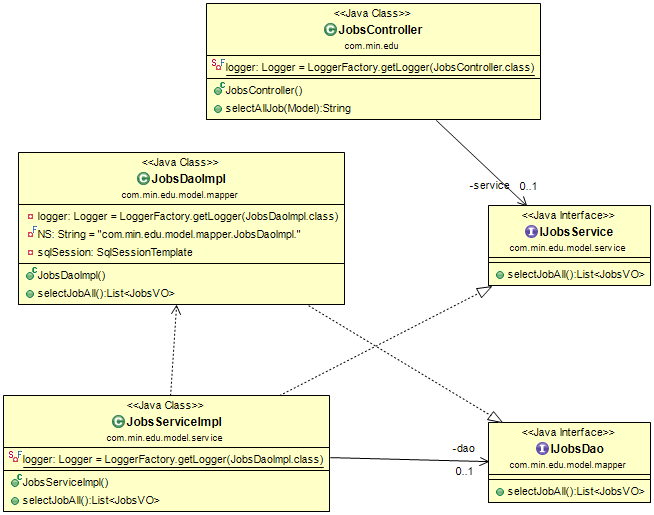 <<Java Class>>
JobsController
com.min.edu
logger: Logger = LoggerFactory.getLogger(JobsController.class)
JobsController()
selectAllJob(Model):String
-service 0..1
<<Java Class>>
JobsDaoImpl
com.min.edu.model.mapper
logger: Logger = LoggerFactory.getLogger(JobsDaoImpl.class)
NS: String = "com.min.edu.model.mapper.JobsDaoImpl."
sqlSession: SqlSessionTemplate
JobsDaoImpl()
selectJobAll():List<JobsVO>
<<Java Interface>>
IJobsService
com.min.edu.model.service
selectJobAll():List<JobsVO>
<<Java Class>>
JobsServiceImpl
com.min.edu.model.service
logger: Logger = LoggerFactory.getLogger(JobsDaoImpl.class)
JobsServiceImpl()
selectJobAll():List<JobsVO>
-dao
0..1
<<Java Interface>>
IJobsDao
com.min.edu.model.mapper
selectJobAll():List<JobsVO>